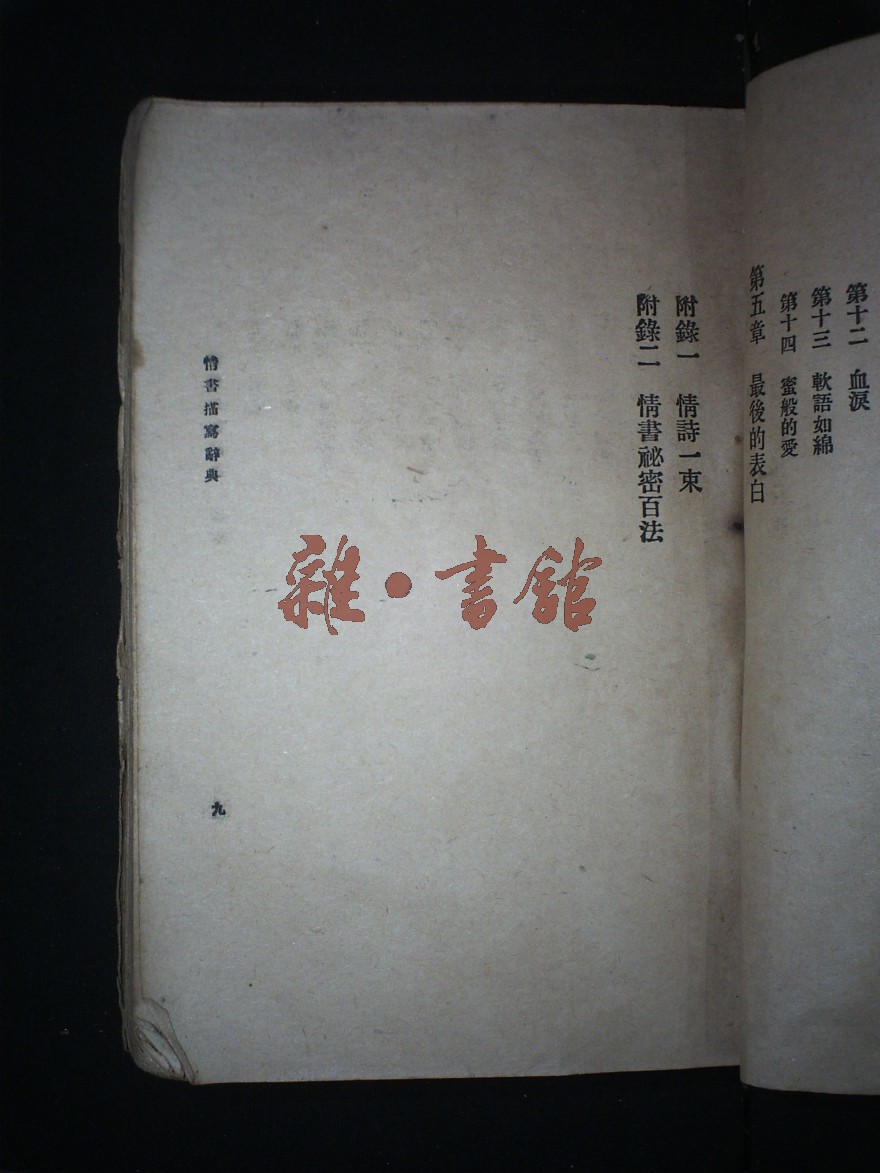 第十二　血淚
第十三　軟語如綿
第十四　蜜般的愛
第五章　最後的表白
附錄一　情詩一束
附錄二　情書祕密百法
情書描寫辭典
九
雜・書館